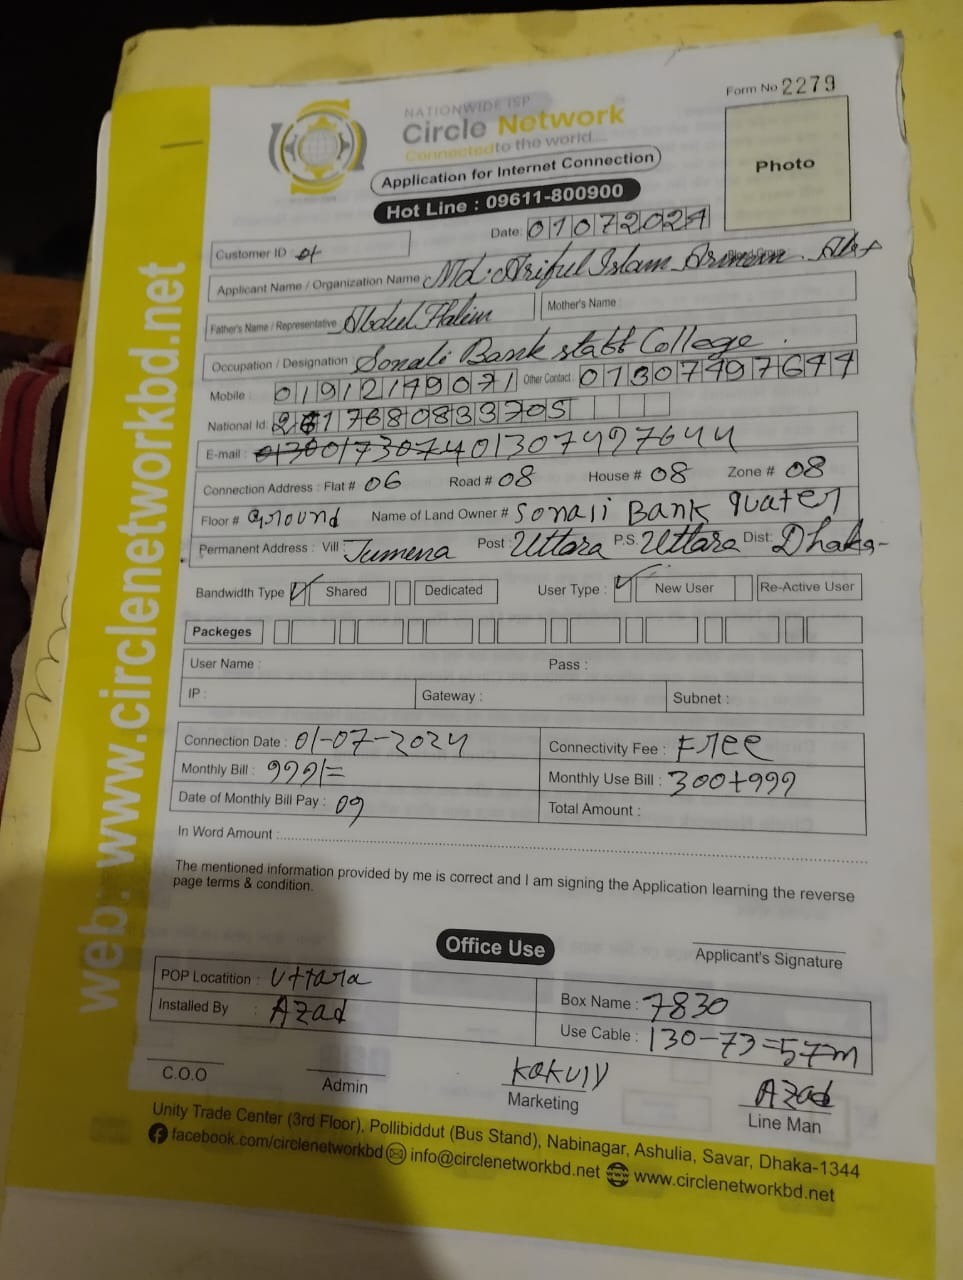 Form No 2279
NATIONWIDE ISP
Circle Network
Connected to the world....
Application for Internet Connection
Hot Line : 09611-800900
Photo
Date: 01072024
Customer ID :
Applicant Name / Organization Name : Md. Ariful Islam
Father's Name / Representative Abdul Halim Mother's Name :
Occupation / Designation : Sonali Bank staff College.
Mobile : 01912149071 Other Contact : 01307497644
National Id:
E-mail : 01307497644
Connection Address : Flat # 06 Road # 08 House # 08 Zone # 08
Floor # Ground Name of Land Owner # Sonali Bank quater
Permanent Address : Vill Jumena Post : Uttara P.S. Uttara Dist: Dhaka-
Bandwidth Type Shared Dedicated User Type : New User Re-Active User
Packeges
User Name : Pass :
IP : Gateway : Subnet :
Connection Date : 01-07-2024 Connectivity Fee : Free
Monthly Bill : 999/= Monthly Use Bill : 300+999
Date of Monthly Bill Pay : 09 Total Amount :
In Word Amount :
The mentioned information provided by me is correct and I am signing the Application learning the reverse
page terms & condition.
Office Use
Applicant's Signature
POP Locatition : Uttara Box Name : 7830
Installed By : Azad Use Cable : 130-73=57m
C.O.O Admin Marketing Azad
Line Man
Unity Trade Center (3rd Floor), Pollibiddut (Bus Stand), Nabinagar, Ashulia, Savar, Dhaka-1344
facebook.com/circlenetworkbd info@circlenetworkbd.net www.circlenetworkbd.net
web: www.circlenetworkbd.net